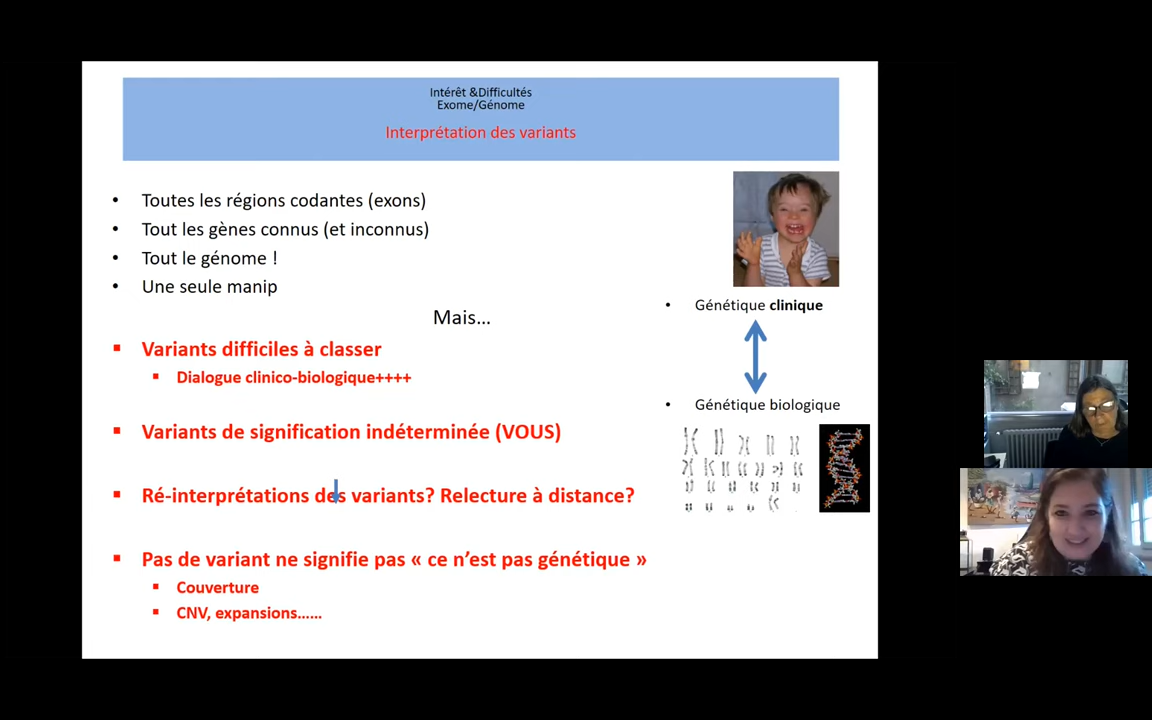 Intérêt &Difficultés
Exome/Génome
Interprétation des variants
• Toutes les régions codantes (exons)
• Tout les gènes connus (et inconnus)
• Tout le génome !
• Une seule manip
Mais…
▪ Variants difficiles à classer
▪ Dialogue clinico-biologique++++
▪ Variants de signification indéterminée (VOUS)
▪ Ré-interprétations des variants? Relecture à distance?
▪ Pas de variant ne signifie pas « ce n’est pas génétique »
▪ Couverture
▪ CNV, expansions……
• Génétique clinique
• Génétique biologique